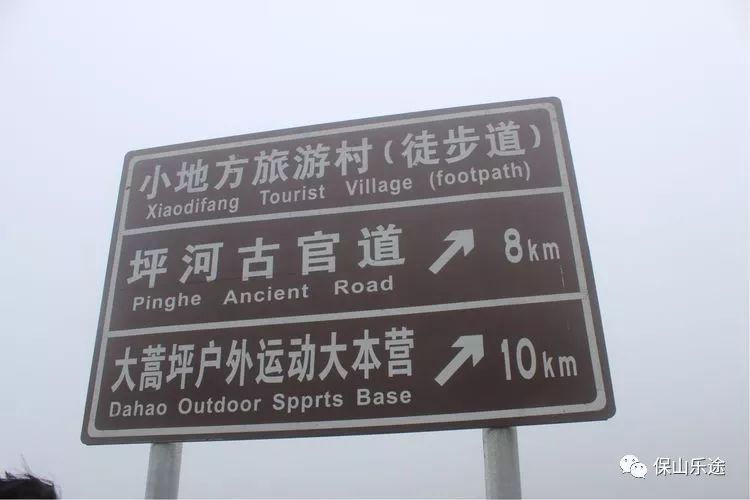 小地方旅游村(徒步道)
Xiaodifang Tourist Village (footpath)
坪河古官道 8km
Pinghe Ancient Road
大蒿坪户外运动大本营 10km
Dahao Outdoor Spprts Base
保山乐途